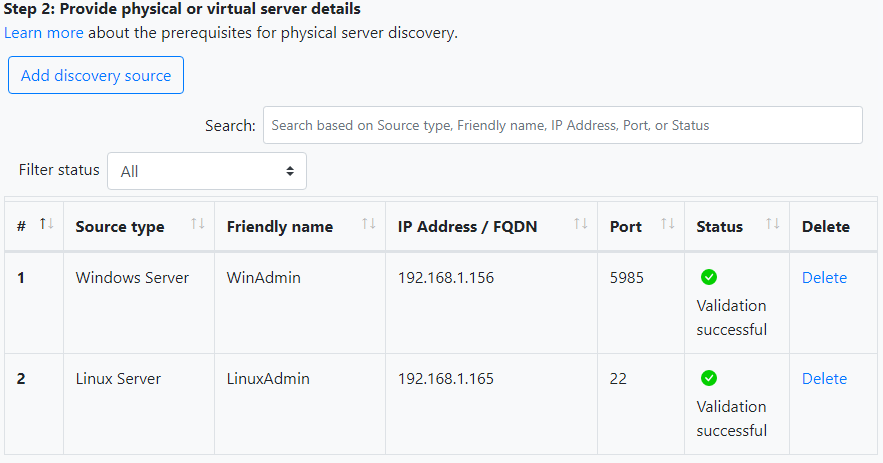 Step 2: Provide physical or virtual server details
Learn more about the prerequisites for physical server discovery.
Add discovery source
Search: Search based on Source type, Friendly name, IP Address, Port, or Status
Filter status All
# Source type Friendly name IP Address / FQDN Port Status Delete
1 Windows Server WinAdmin 192.168.1.156 5985 Delete
Validation
successful
2 Linux Server LinuxAdmin 192.168.1.165 22 Delete
Validation
successful